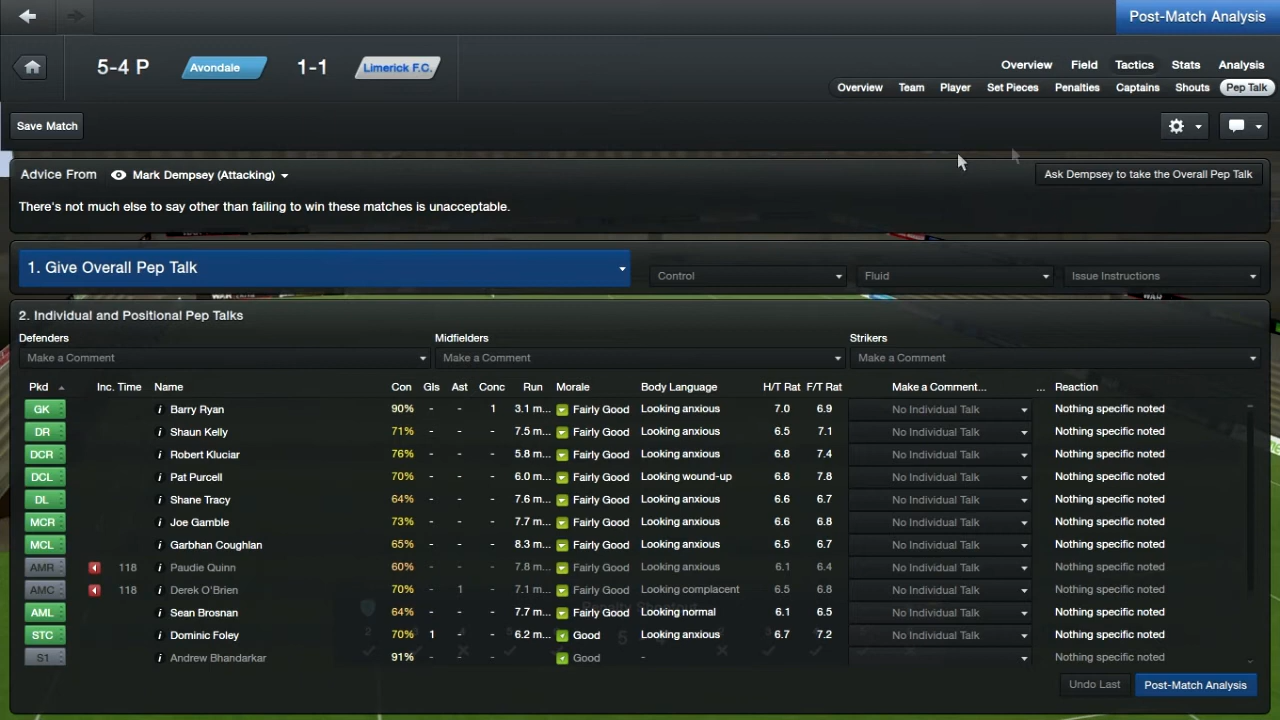 Post-Match Analysis
5-4 P Avondale 1-1 Limerick F.C.
Overview Field Tactics Stats Analysis
Overview Team Player Set Pieces Penalties Captains Shouts Pep Talk
Save Match
Advice From Mark Dempsey (Attacking) Ask Dempsey to take the Overall Pep Talk
There's not much else to say other than failing to win these matches is unacceptable.
1. Give Overall Pep Talk Control Fluid Issue Instructions
2. Individual and Positional Pep Talks
Defenders Midfielders Strikers
Make a Comment Make a Comment Make a Comment
Pkd Inc. Time Name Con Gls Ast Conc Run Morale Body Language H/T Rat F/T Rat Make a Comment... ... Reaction
GK i Barry Ryan 90% - - 1 3.1 m... Fairly Good Looking anxious 7.0 6.9 No Individual Talk Nothing specific noted
DR i Shaun Kelly 71% - - - 7.5 m... Fairly Good Looking anxious 6.5 7.1 No Individual Talk Nothing specific noted
DCR i Robert Kluciar 76% - - - 5.8 m... Fairly Good Looking anxious 6.8 7.4 No Individual Talk Nothing specific noted
DCL i Pat Purcell 70% - - - 6.0 m... Fairly Good Looking wound-up 6.8 7.8 No Individual Talk Nothing specific noted
DL i Shane Tracy 64% - - - 7.6 m... Fairly Good Looking anxious 6.6 6.7 No Individual Talk Nothing specific noted
MCR i Joe Gamble 73% - - - 7.7 m... Fairly Good Looking anxious 6.6 6.8 No Individual Talk Nothing specific noted
MCL i Garbhan Coughlan 65% - - - 8.3 m... Fairly Good Looking anxious 6.5 6.7 No Individual Talk Nothing specific noted
AMR 118 i Paudie Quinn 60% - - - 7.8 m... Fairly Good Looking anxious 6.1 6.4 No Individual Talk Nothing specific noted
AMC 118 i Derek O'Brien 70% - 1 - 7.1 m... Fairly Good Looking complacent 6.5 6.8 No Individual Talk Nothing specific noted
AML i Sean Brosnan 64% - - - 7.7 m... Fairly Good Looking normal 6.1 6.5 No Individual Talk Nothing specific noted
STC i Dominic Foley 70% 1 - - 6.2 m... Good Looking anxious 6.7 7.2 No Individual Talk Nothing specific noted
S1 i Andrew Bhandarkar 91% Good - Nothing specific noted
Undo Last Post-Match Analysis